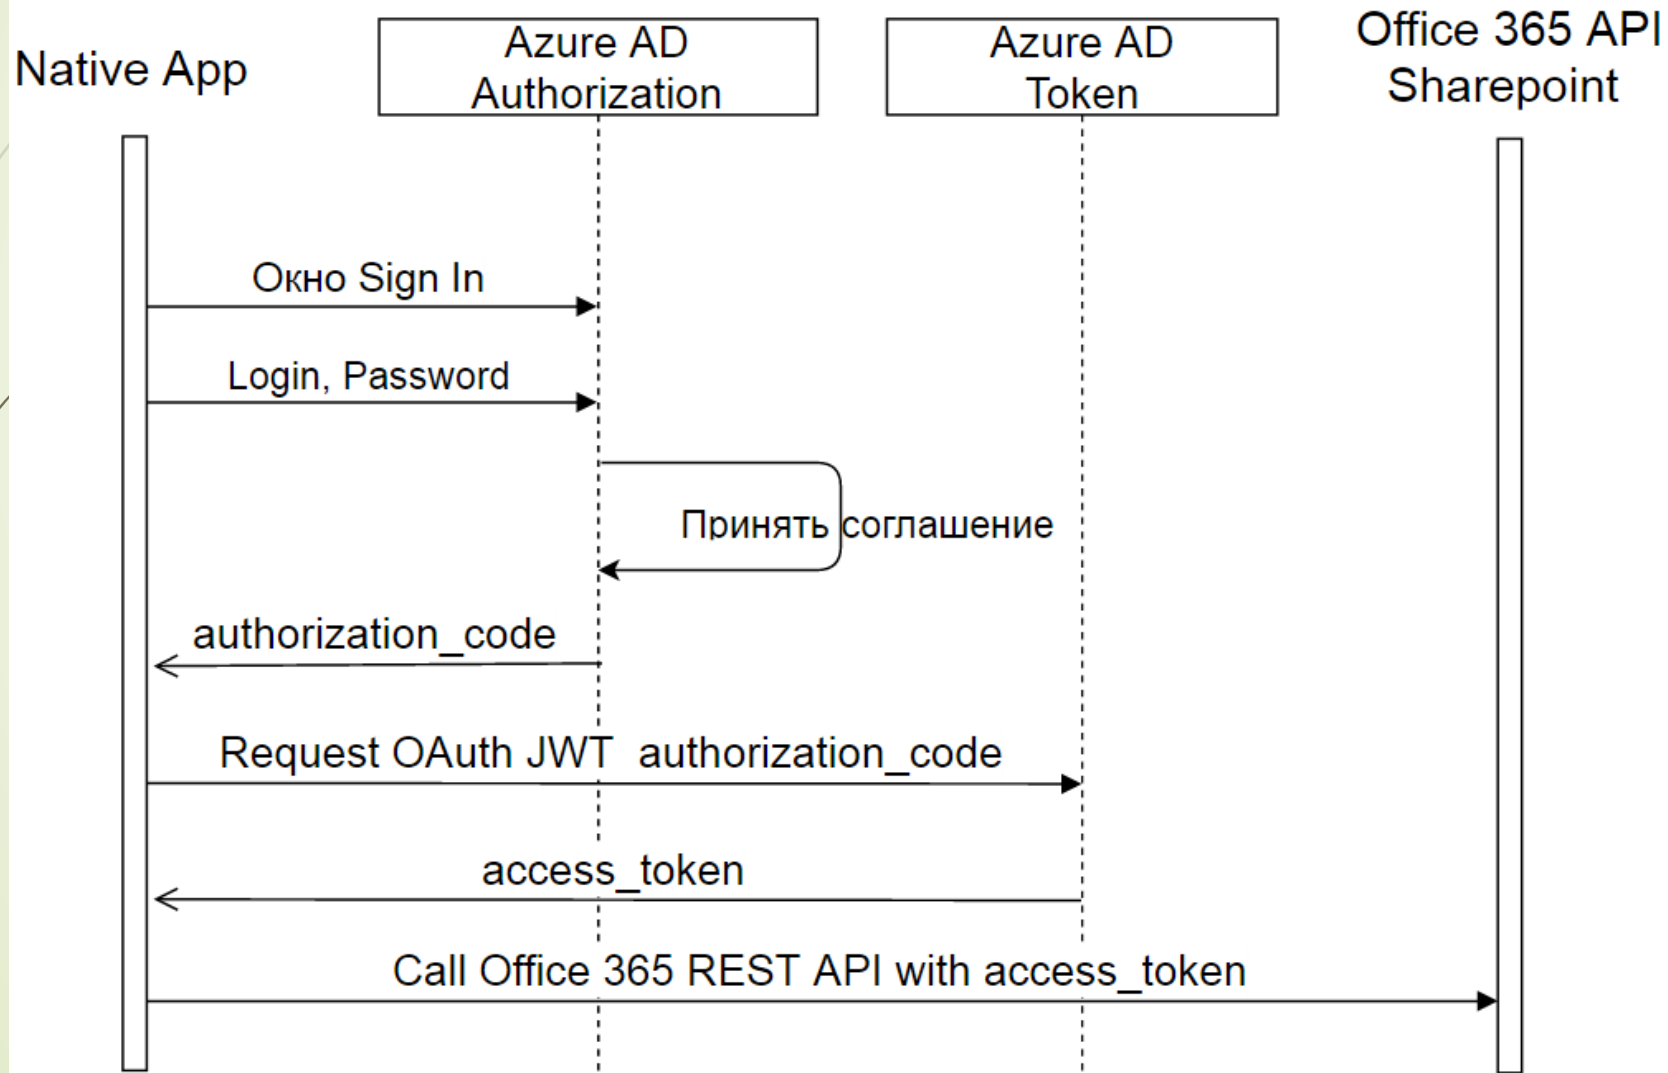 Native App
Azure AD
Authorization
Azure AD
Token
Office 365 API
Sharepoint
Окно Sign In
Login, Password
Принять соглашение
authorization_code
Request OAuth JWT authorization_code
access_token
Call Office 365 REST API with access_token